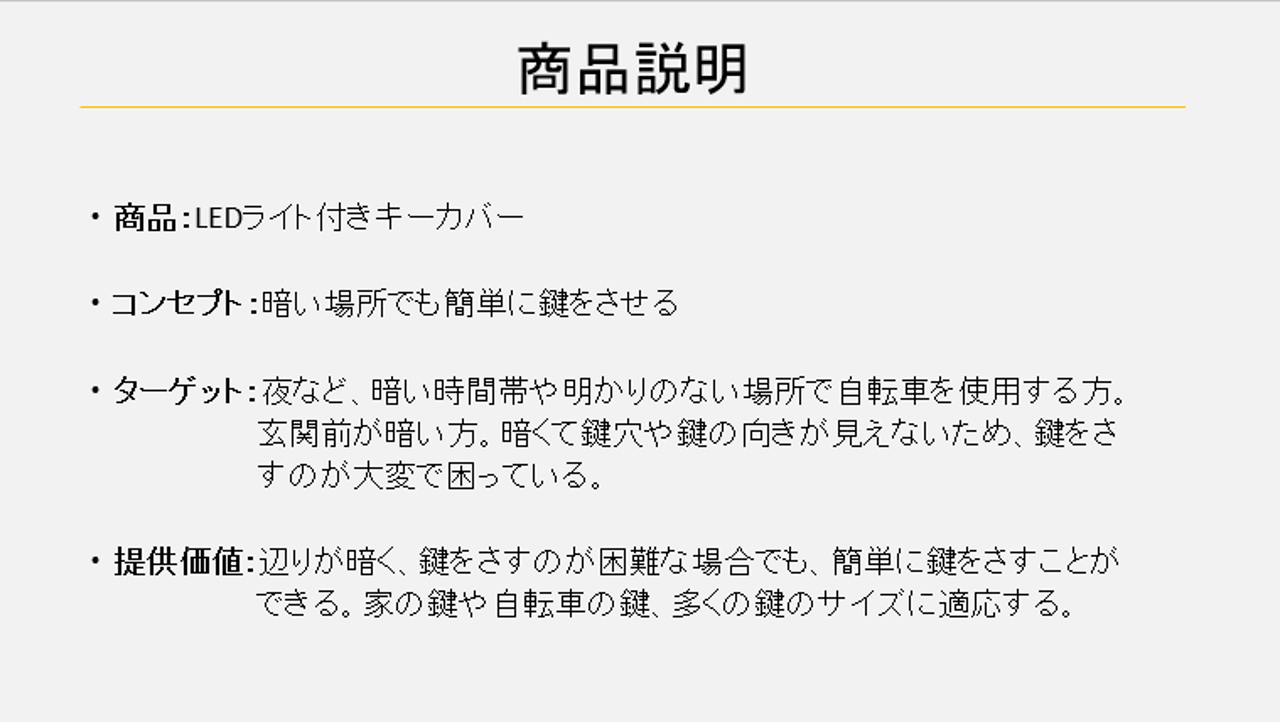 商品説明
・商品：LEDライト付きキーカバー
・コンセプト：暗い場所でも簡単に鍵をさせる
・ターゲット：夜など、暗い時間帯や明かりのない場所で自転車を使用する方。
玄関前が暗い方。暗くて鍵穴や鍵の向きが見えないため、鍵をさ
すのが大変で困っている。
・提供価値：辺りが暗く、鍵をさすのが困難な場合でも、簡単に鍵をさすことが
できる。家の鍵や自転車の鍵、多くの鍵のサイズに適応する。